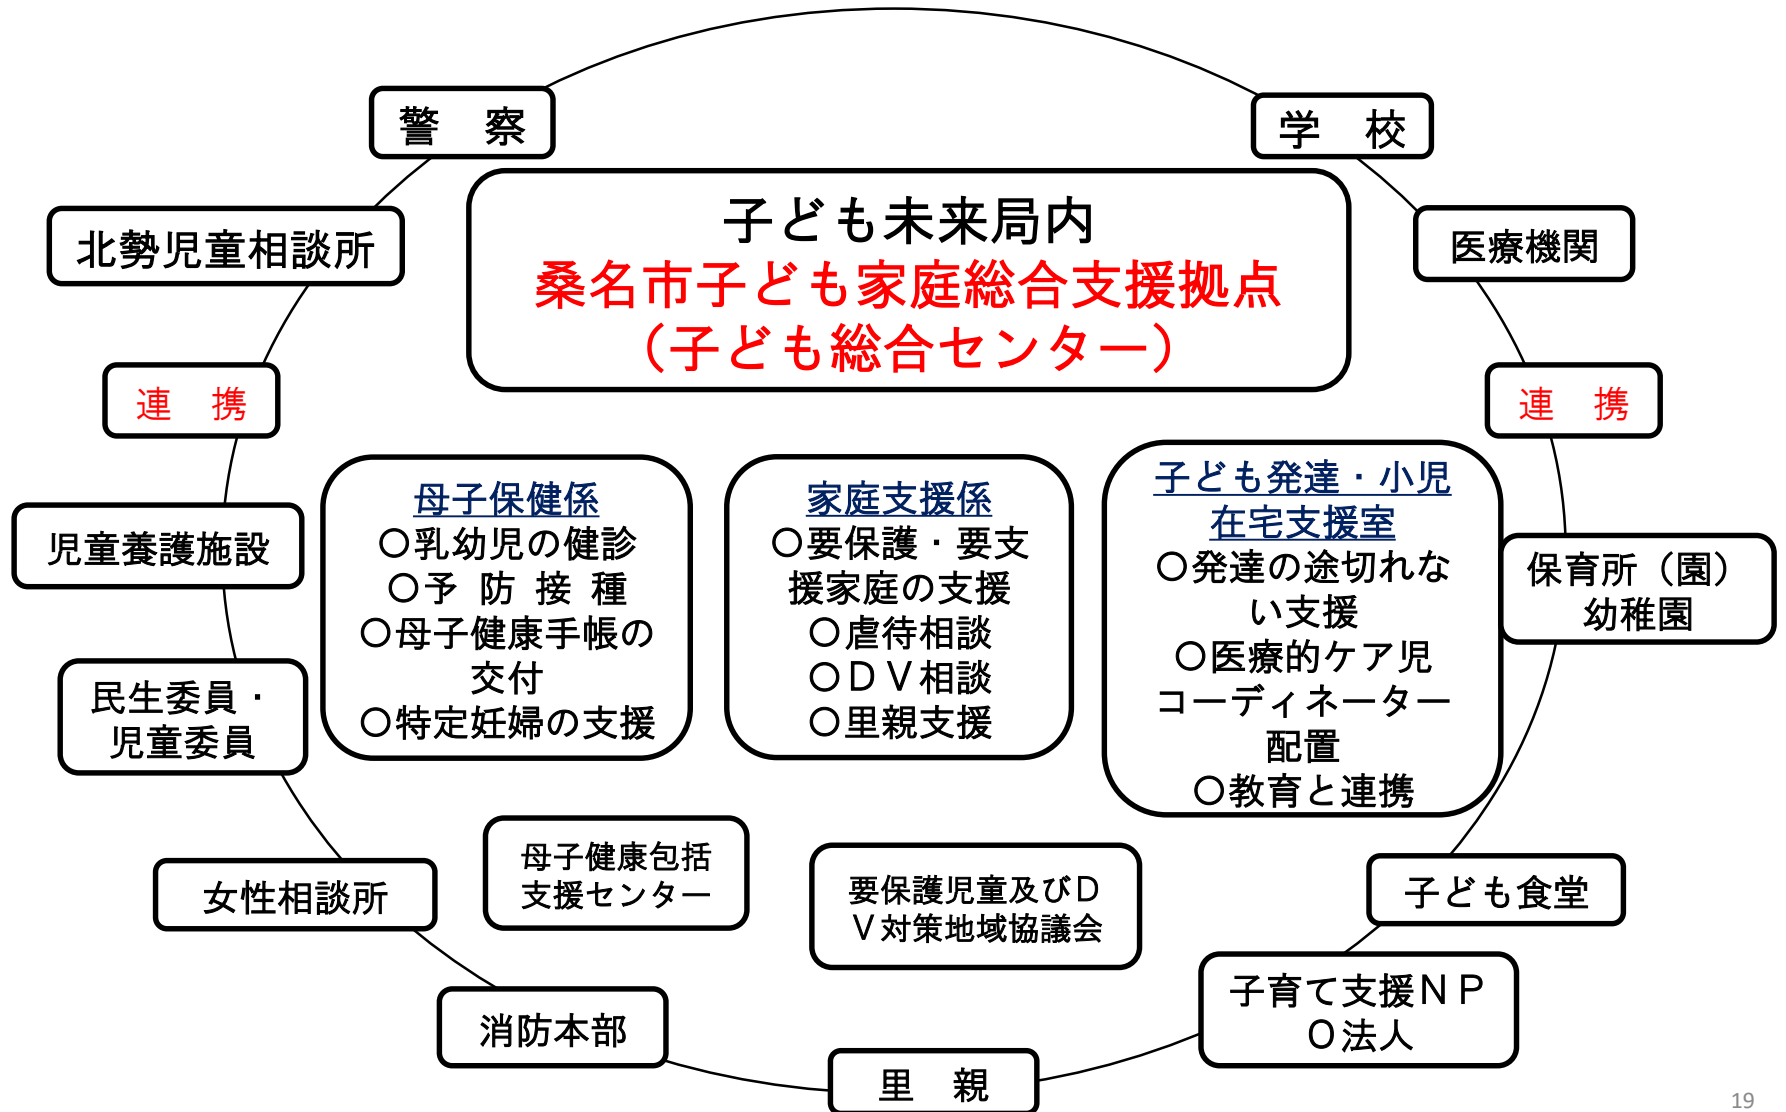 警　察
学　校
子ども未来局内
桑名市子ども家庭総合支援拠点
（子ども総合センター）
北勢児童相談所
医療機関
連　携
連　携
母子保健係
〇乳幼児の健診
〇予 防 接 種
〇母子健康手帳の
交付
〇特定妊婦の支援
家庭支援係
〇要保護・要支
援家庭の支援
〇虐待相談
〇ＤＶ相談
〇里親支援
子ども発達・小児
在宅支援室
〇発達の途切れな
い支援
〇医療的ケア児
コーディネーター
配置
〇教育と連携
児童養護施設
保育所（園）
幼稚園
民生委員・
児童委員
女性相談所
母子健康包括
支援センター
要保護児童及びＤ
Ｖ対策地域協議会
子ども食堂
消防本部
子育て支援ＮＰ
Ｏ法人
里　親
19